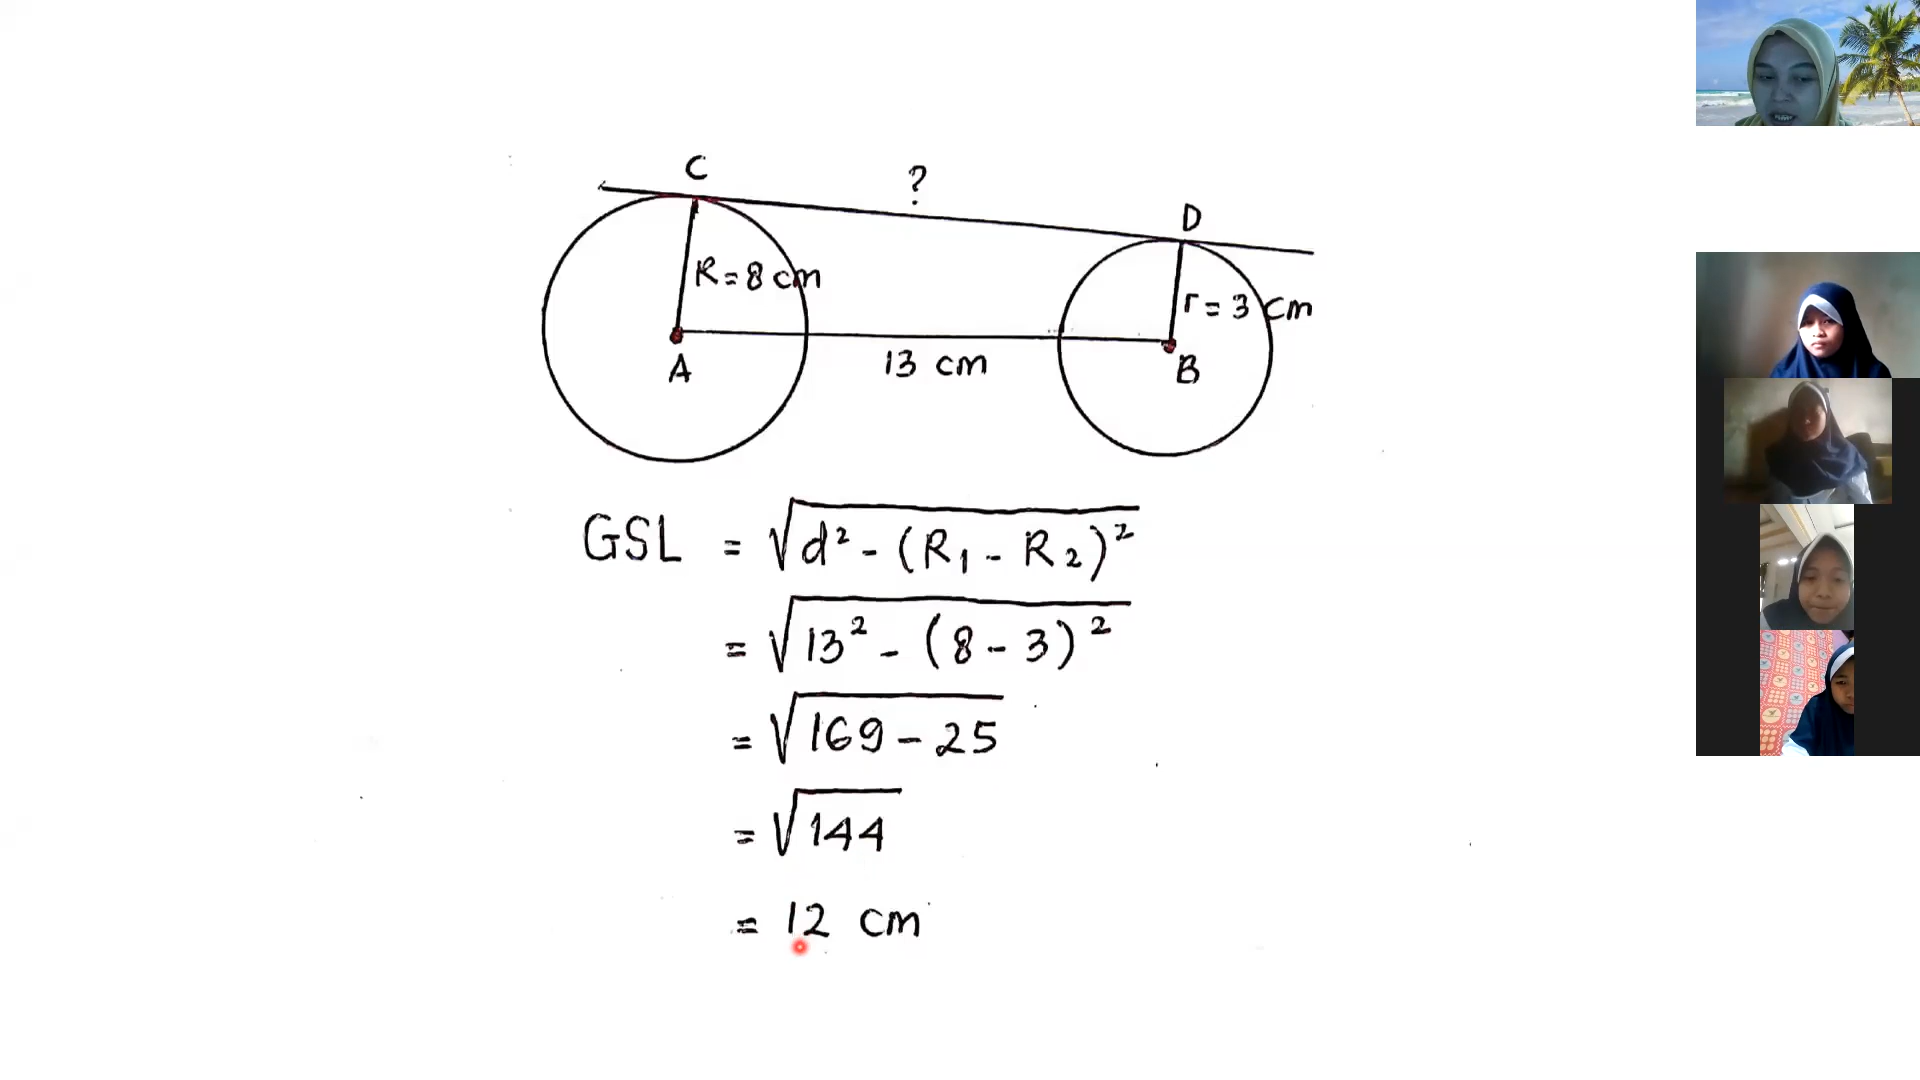 C
?
D
R = 8 cm
r = 3 cm
13 cm
A
B
GSL = √d² - (R₁ - R₂)²
= √13² - (8 - 3)²
= √169 - 25
= √144
= 12 cm